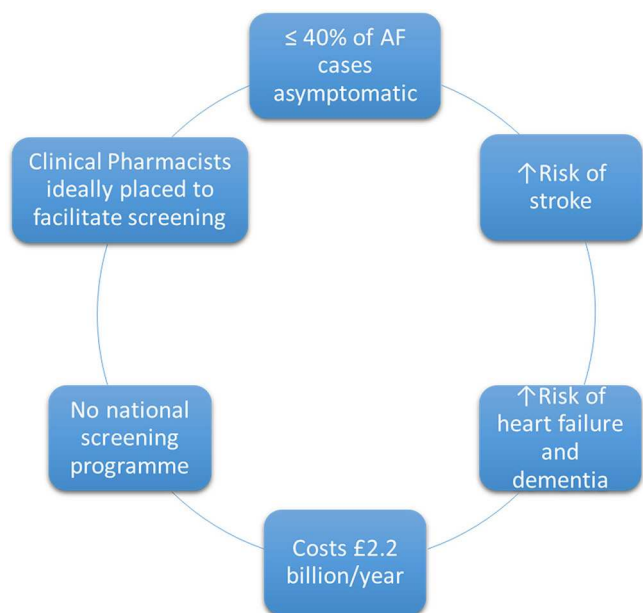 ≤ 40% of AF
cases
asymptomatic
↑Risk of
stroke
↑Risk of
heart failure
and
dementia
Costs £2.2
billion/year
No national
screening
programme
Clinical Pharmacists
ideally placed to
facilitate screening